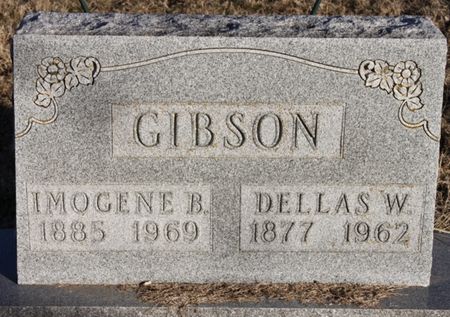 GIBSON
IMOGENE B.
1885 1969
DELLAS W.
1877 1962